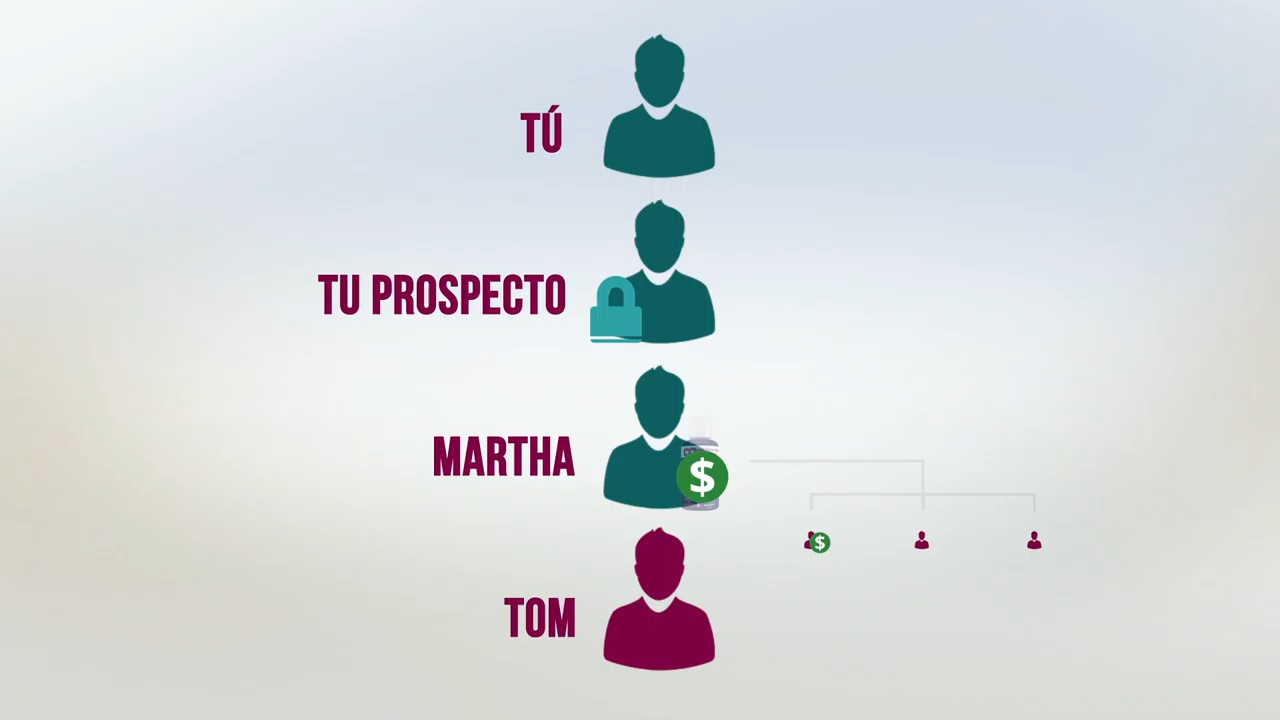 TÚ
TU PROSPECTO
MARTHA
$
$
TOM